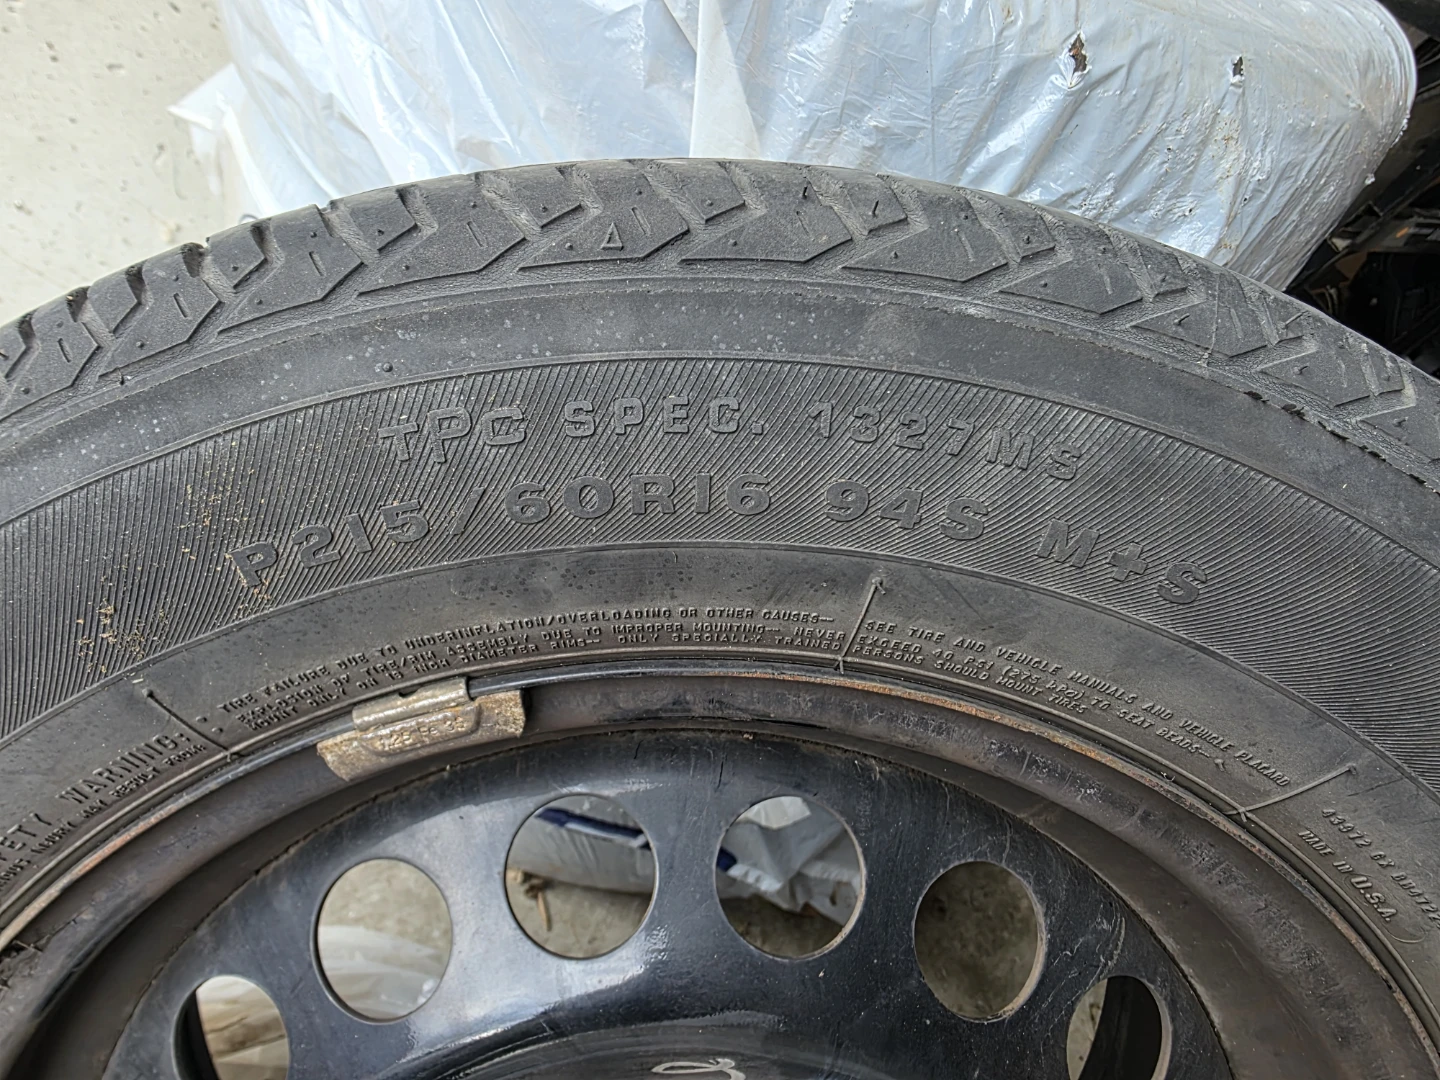 TPC SPEC. 1327MS
P215/60R16 94S M+S
WARNING:
TIRE FAILURE DUE TO UNDERINFLATION/OVERLOADING OR OTHER CAUSES—
EXPLOSION OF TIRE/RIM ASSEMBLY DUE TO IMPROPER MOUNTING— NEVER
MOUNT ONLY ON 16 INCH DIAMETER RIMS— ONLY SPECIALLY TRAINED
SEE TIRE AND VEHICLE MANUALS AND VEHICLE PLACARD
EXCEED 40 PSI (275 kPa) TO SEAT BEADS—
PERSONS SHOULD MOUNT TIRES
MADE IN U.S.A.